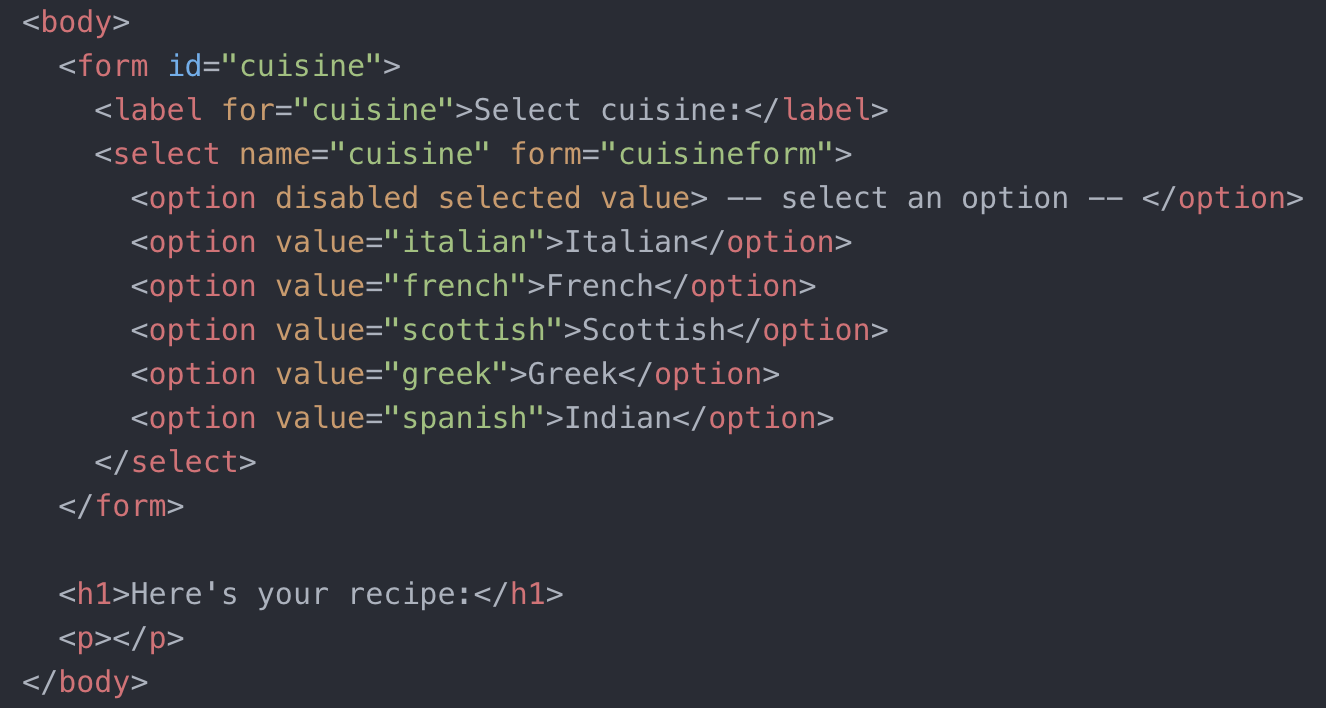 <body>
  <form id="cuisine">
    <label for="cuisine">Select cuisine:</label>
    <select name="cuisine" form="cuisineform">
      <option disabled selected value> -- select an option -- </option>
      <option value="italian">Italian</option>
      <option value="french">French</option>
      <option value="scottish">Scottish</option>
      <option value="greek">Greek</option>
      <option value="spanish">Indian</option>
    </select>
  </form>

  <h1>Here's your recipe:</h1>
  <p></p>
</body>